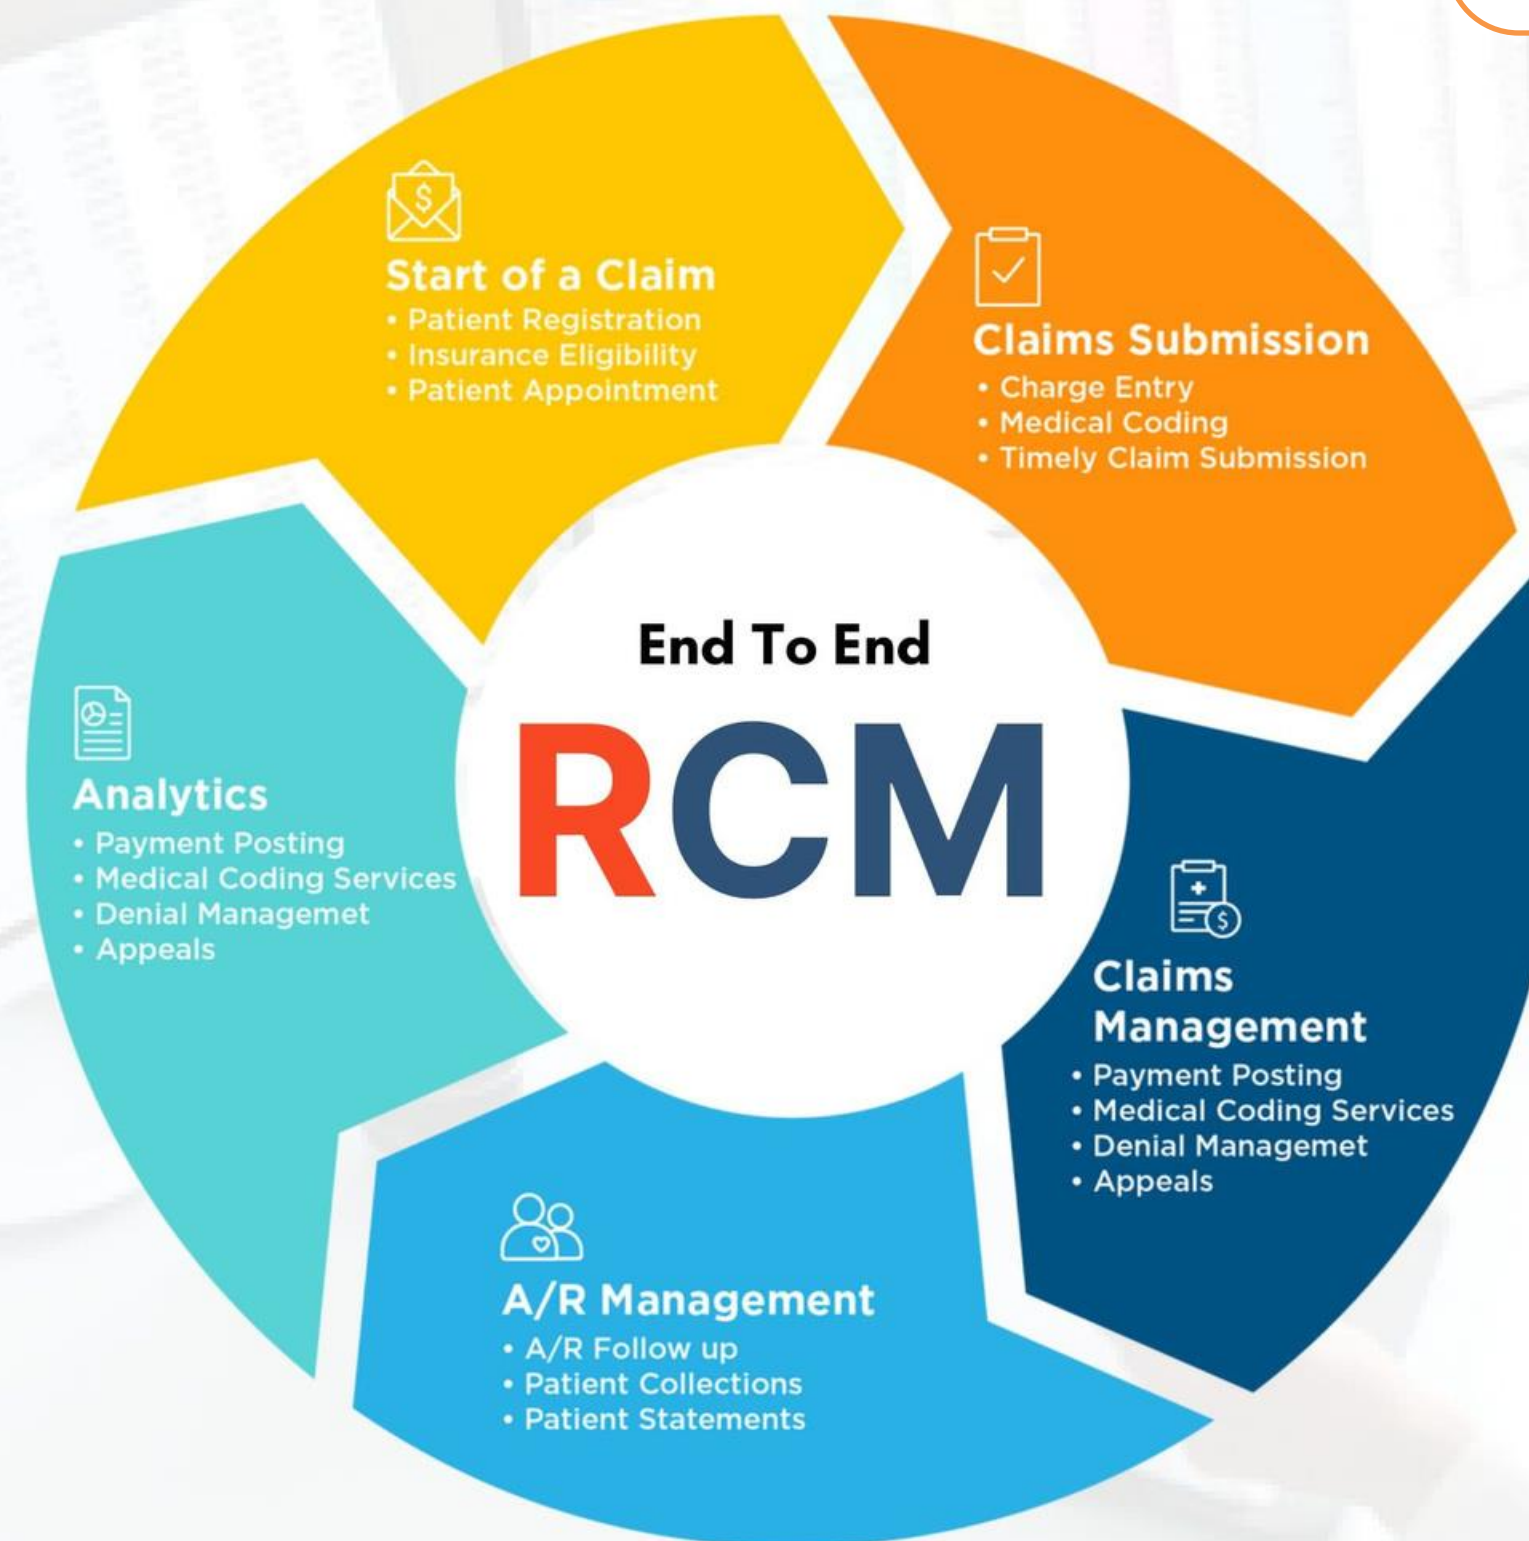 Start of a Claim
• Patient Registration
• Insurance Eligibility
• Patient Appointment
Claims Submission
• Charge Entry
• Medical Coding
• Timely Claim Submission
End To End
RCM
Claims
Management
• Payment Posting
• Medical Coding Services
• Denial Managemet
• Appeals
A/R Management
• A/R Follow up
• Patient Collections
• Patient Statements
Analytics
• Payment Posting
• Medical Coding Services
• Denial Managemet
• Appeals